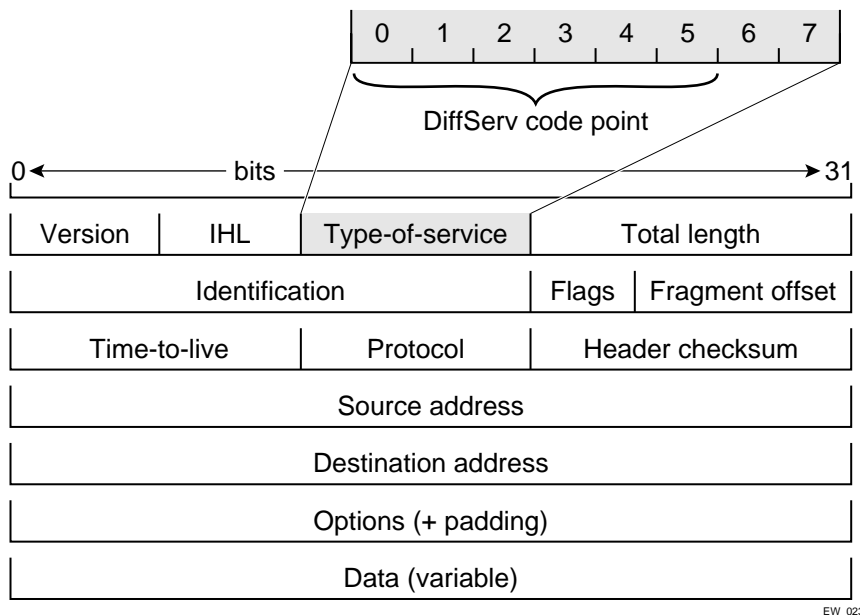 0 1 2 3 4 5 6 7
DiffServ code point
0 bits 31
Version IHL Type-of-service Total length
Identification Flags Fragment offset
Time-to-live Protocol Header checksum
Source address
Destination address
Options (+ padding)
Data (variable)
EW_023